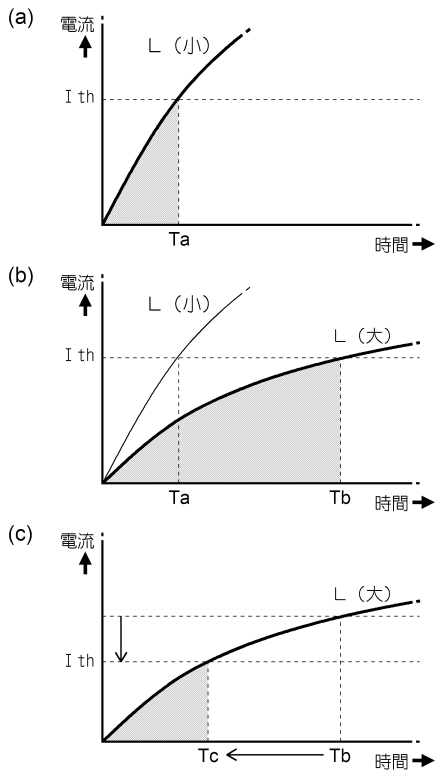 (a)
電流
L（小）
I th
Ta
時間
(b)
電流
L（小）
L（大）
I th
Ta
Tb
時間
(c)
電流
L（大）
I th
Tc
Tb
時間